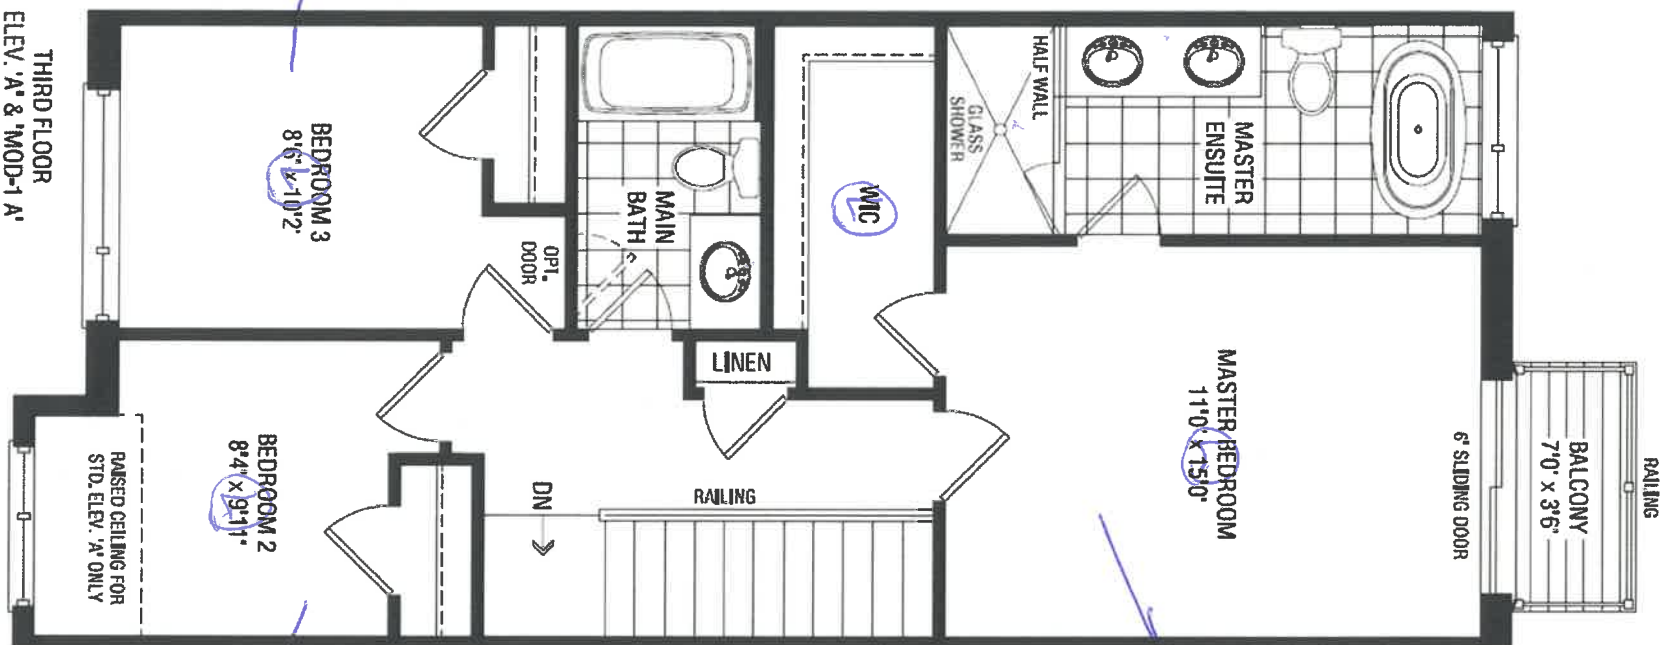 RAILING
BALCONY
7'0" x 3'6"
6' SLIDING DOOR
MASTER
ENSUITE
HALF WALL
GLASS
SHOWER
MASTER BEDROOM
11'0" x 15'0"
WIC
LINEN
RAILING
MAIN
BATH
OPT.
DOOR
DN
BEDROOM 3
8'6" x 10'2"
BEDROOM 2
8'4" x 9'11"
RAISED CEILING FOR
STD. ELEV. 'A' ONLY
THIRD FLOOR
ELEV. 'A' & 'MOD-1 A'